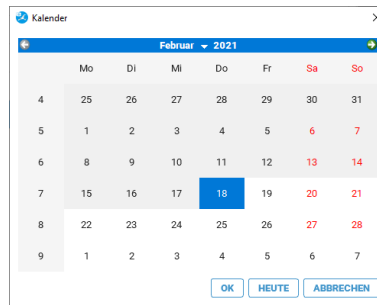 Kalender
Februar 2021
Mo Di Mi Do Fr Sa So
4 25 26 27 28 29 30 31
5 1 2 3 4 5 6 7
6 8 9 10 11 12 13 14
7 15 16 17 18 19 20 21
8 22 23 24 25 26 27 28
9 1 2 3 4 5 6 7
OK HEUTE ABBRECHEN